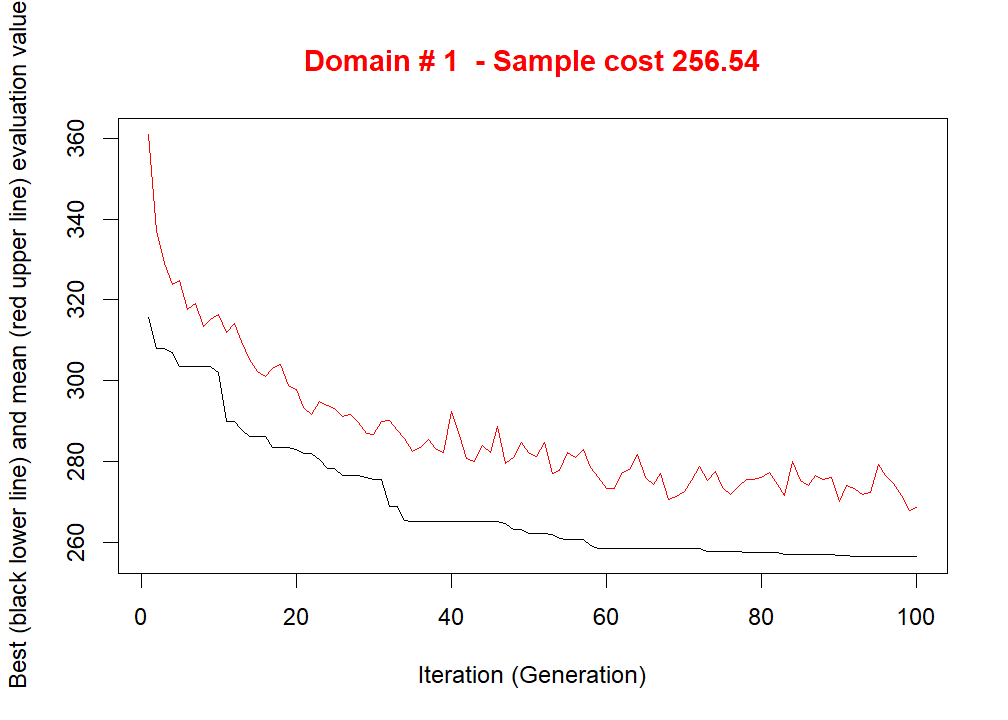 Domain # 1  - Sample cost 256.54
Best (black lower line) and mean (red upper line) evaluation value
360
340
320
300
280
260
0 20 40 60 80 100
Iteration (Generation)